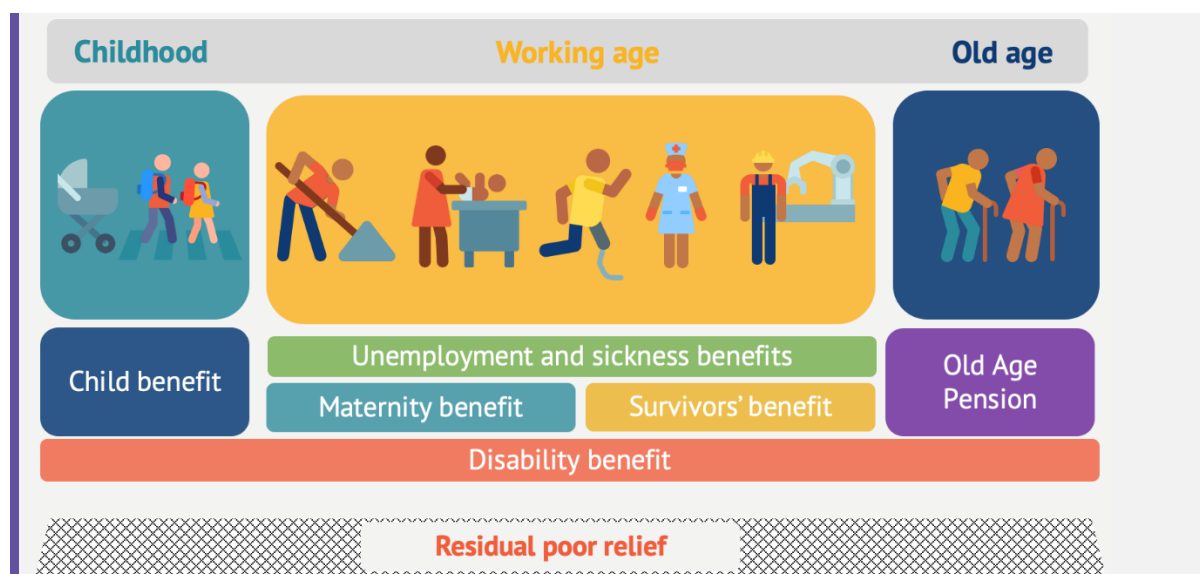 Childhood
Working age
Old age
Child benefit
Unemployment and sickness benefits
Maternity benefit
Survivors' benefit
Old Age
Pension
Disability benefit
Residual poor relief